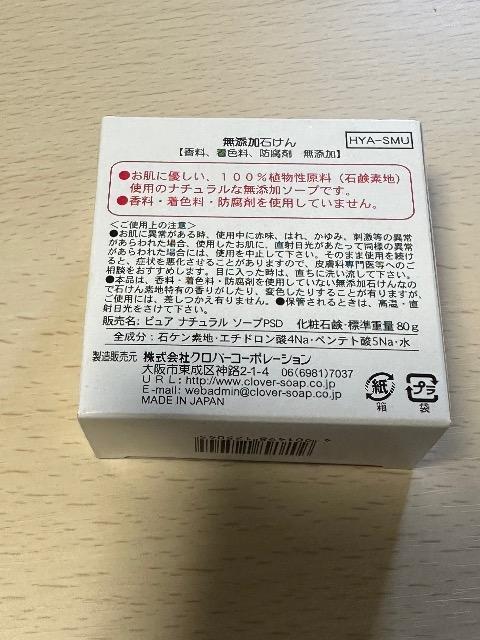 無添加石けん
HYA-SMU
【香料、着色料、防腐剤　無添加】
●お肌に優しい、100%植物性原料(石鹸素地)
使用のナチュラルな無添加ソープです。
●香料・着色料・防腐剤を使用していません。
<ご使用上の注意>
●お肌に異常がある時、使用中に赤味、はれ、かゆみ、刺激等の異常
があらわれた場合、使用したお肌に、直射日光があたって同様の異常
があらわれた場合には、使用を中止して下さい。そのまま使用を続け
ると、症状を悪化させることがありますので、皮膚科専門医等へのご
相談をおすすめします。目に入った時は、直ちに洗い流して下さい。
●本品は、香料・着色料・防腐剤を使用していない無添加石けんなの
で石けん素地特有の香りがしたり、変色したりすることが有りますが、
ご使用には、差しつかえ有りません。●保管されるときは、高温・直
射日光をさけて下さい。
販売名:ピュア ナチュラル ソープPSD　化粧石鹸・標準重量80g
全成分:石ケン素地・エチドロン酸4Na・ペンテト酸5Na・水
製造販売元 株式会社クロバーコーポレーション
大阪市東成区神路2-1-4　06(6981)7037
URL:http://www.clover-soap.co.jp
E-mail:webadmin@clover-soap.co.jp
MADE IN JAPAN
紙
箱
プラ
袋